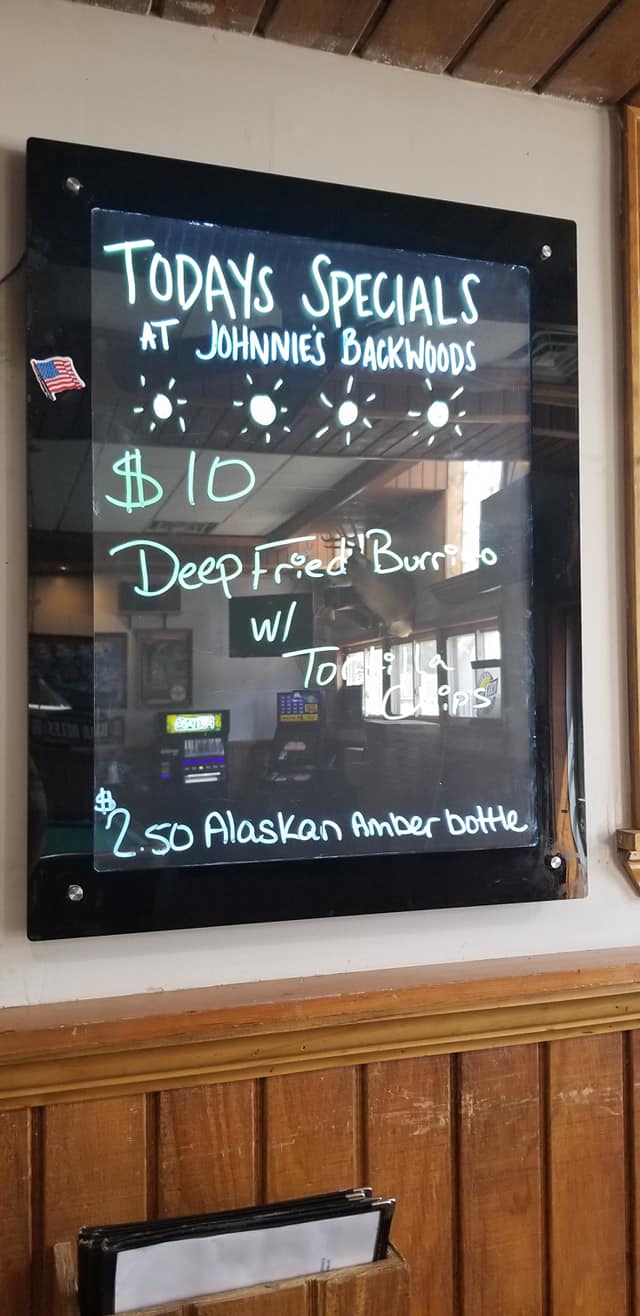 TODAYS SPECIALS
AT JOHNNIE'S BACKWOODS
$10
Deep Fried Burrito
w/
Tortilla
Chips
$2.50 Alaskan Amber bottle